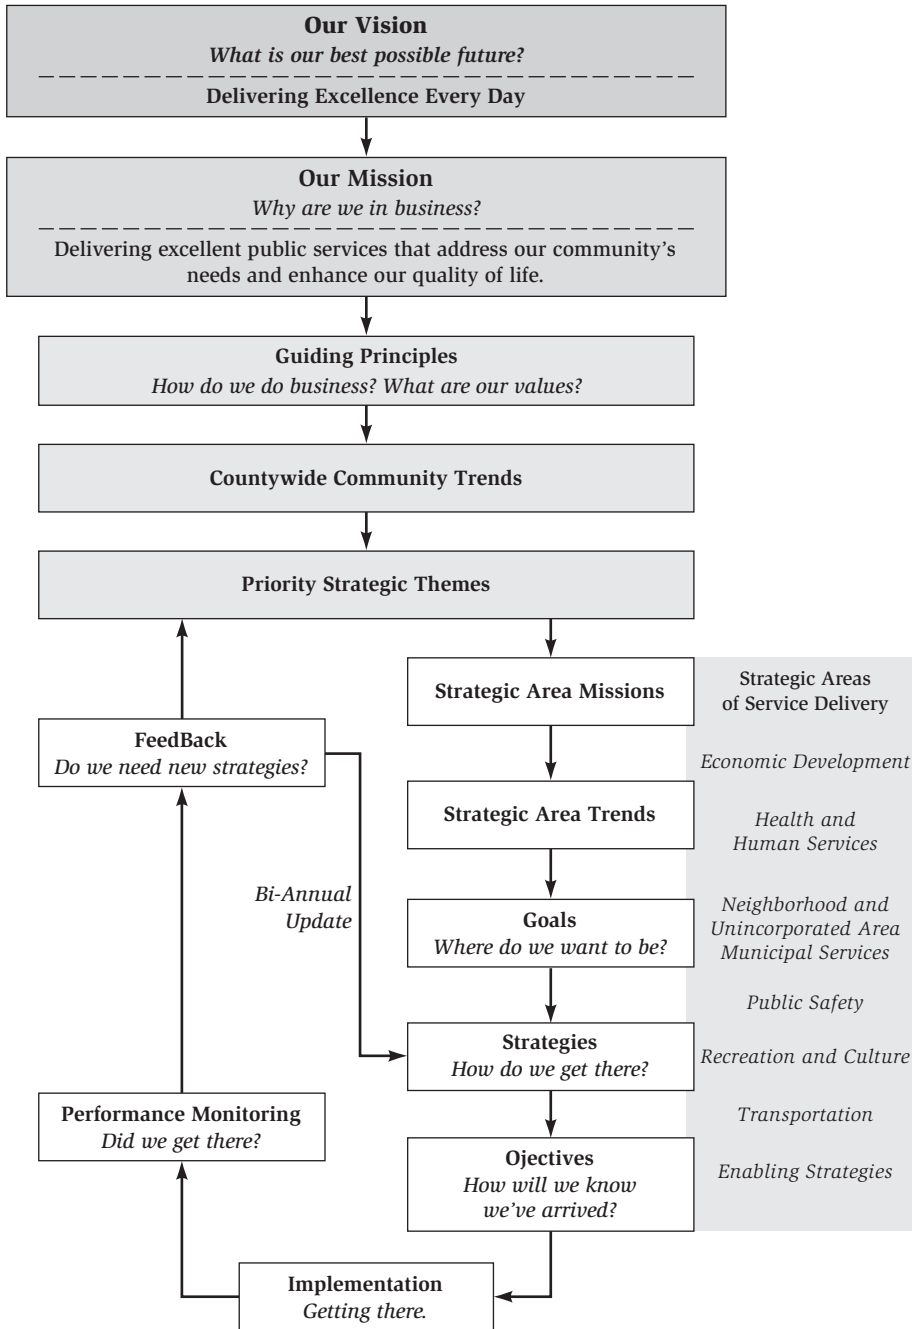 Our Vision
What is our best possible future?
Delivering Excellence Every Day
Our Mission
Why are we in business?
Delivering excellent public services that address our community’s
needs and enhance our quality of life.
Guiding Principles
How do we do business? What are our values?
Countywide Community Trends
Priority Strategic Themes
Strategic Area Missions
Strategic Areas
of Service Delivery
FeedBack
Do we need new strategies?
Economic Development
Strategic Area Trends
Health and
Human Services
Bi-Annual
Update
Goals
Where do we want to be?
Neighborhood and
Unincorporated Area
Municipal Services
Public Safety
Strategies
How do we get there?
Recreation and Culture
Performance Monitoring
Did we get there?
Transportation
Ojectives
How will we know
we’ve arrived?
Enabling Strategies
Implementation
Getting there.